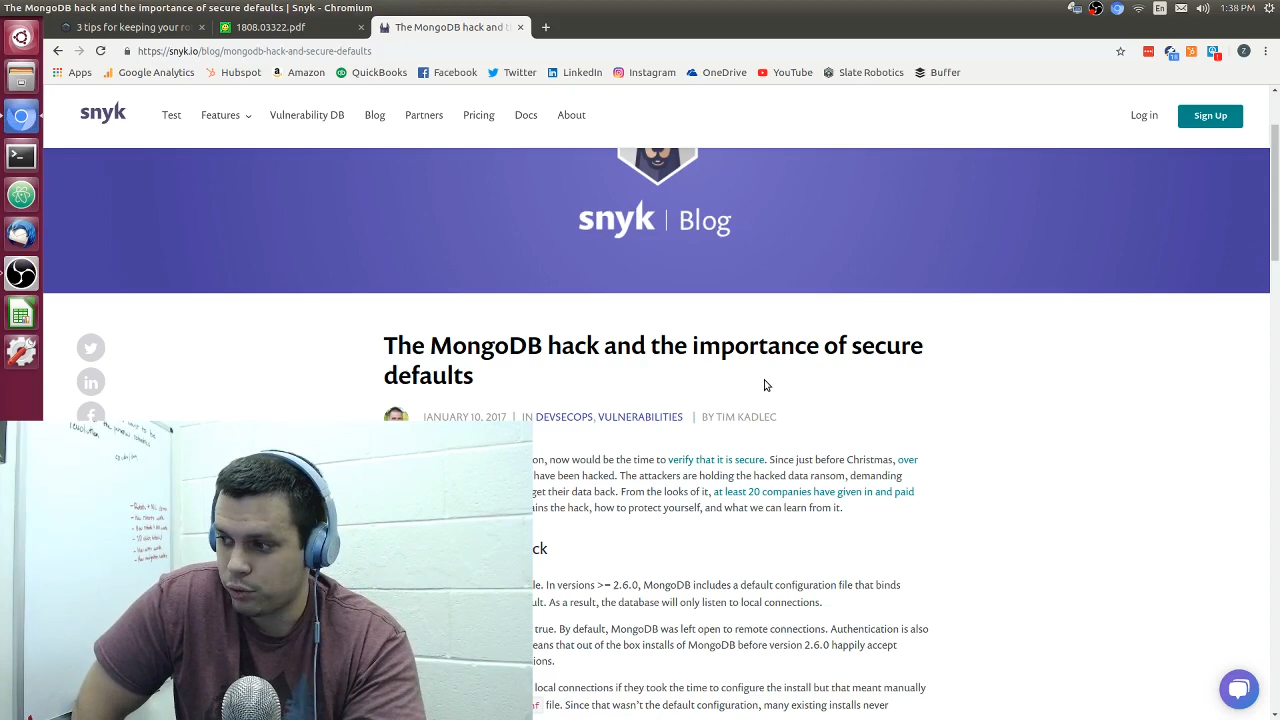 The MongoDB hack and the importance of secure defaults | Snyk - Chromium
En
1:38 PM
3 tips for keeping your ro
1808.03322.pdf
The MongoDB hack and t
https://snyk.io/blog/mongodb-hack-and-secure-defaults
Apps
Google Analytics
Hubspot
Amazon
QuickBooks
Facebook
Twitter
LinkedIn
Instagram
OneDrive
YouTube
Slate Robotics
Buffer
snyk
Test
Features
Vulnerability DB
Blog
Partners
Pricing
Docs
About
Log in
Sign Up
snyk | Blog
The MongoDB hack and the importance of secure
defaults
JANUARY 10, 2017 | IN DEVSECOPS, VULNERABILITIES | BY TIM KADLEC
on, now would be the time to verify that it is secure. Since just before Christmas, over
have been hacked. The attackers are holding the hacked data ransom, demanding
get their data back. From the looks of it, at least 20 companies have given in and paid
ains the hack, how to protect yourself, and what we can learn from it.
ck
le. In versions >= 2.6.0, MongoDB includes a default configuration file that binds
ult. As a result, the database will only listen to local connections.
true. By default, MongoDB was left open to remote connections. Authentication is also
eans that out of the box installs of MongoDB before version 2.6.0 happily accept
ions.
local connections if they took the time to configure the install but that meant manually
nf file. Since that wasn't the default configuration, many existing installs never